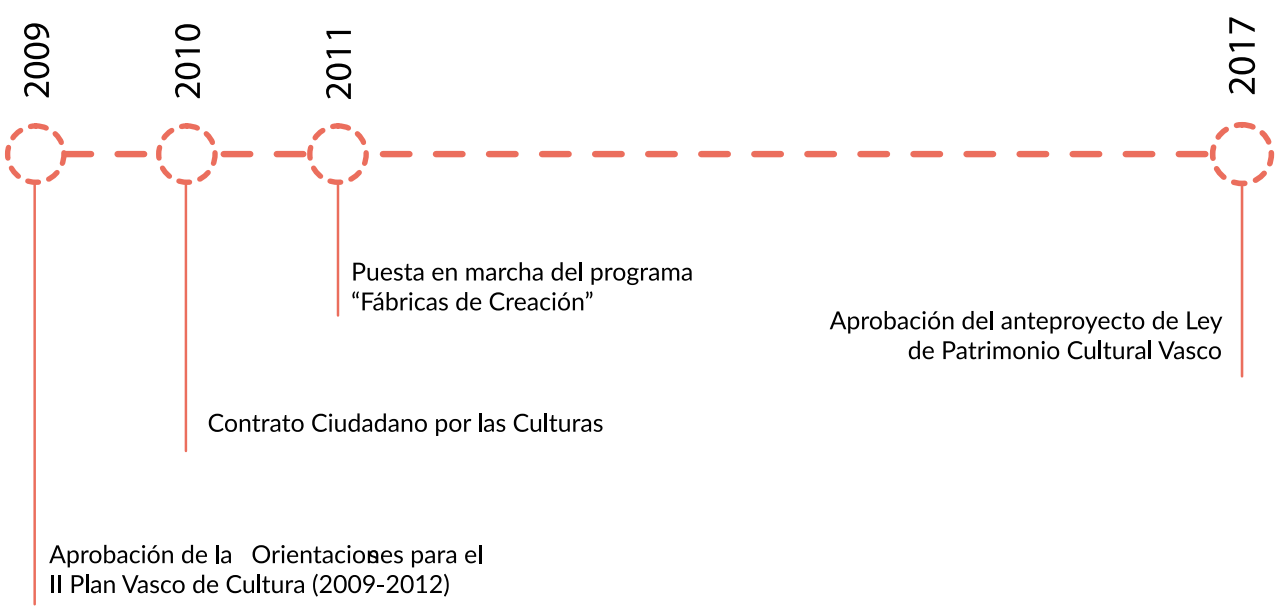 2009
2010
2011
2017
Puesta en marcha del programa
“Fábricas de Creación”
Aprobación del anteproyecto de Ley
de Patrimonio Cultural Vasco
Contrato Ciudadano por las Culturas
Aprobación de la Orientaciones para el
II Plan Vasco de Cultura (2009-2012)